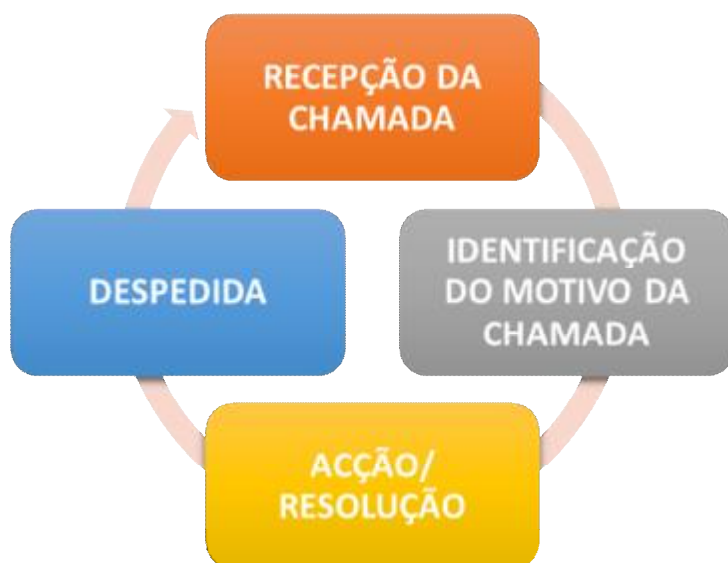 RECEPÇÃO DA
CHAMADA
IDENTIFICAÇÃO
DO MOTIVO DA
CHAMADA
ACÇÃO/
RESOLUÇÃO
DESPEDIDA